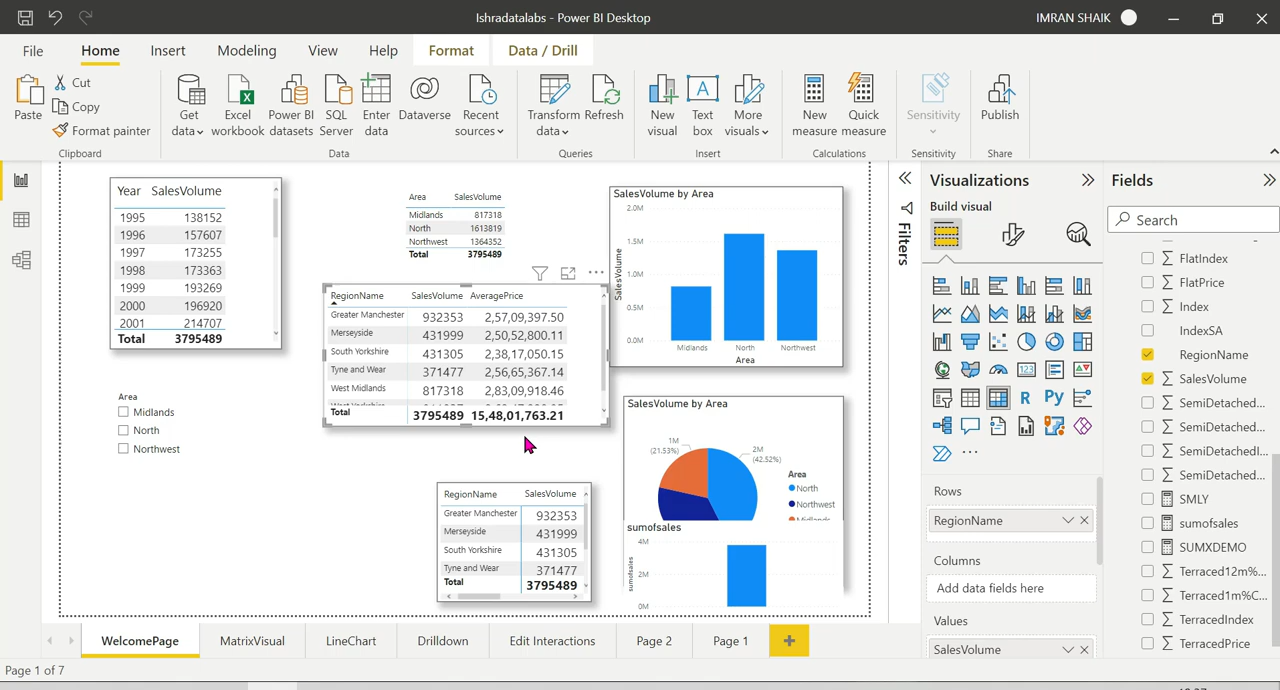 Ishradatalabs - Power BI Desktop
IMRAN SHAIK
File Home Insert Modeling View Help Format Data / Drill
Paste
Cut
Copy
Format painter
Clipboard
Get data
Excel workbook
Power BI datasets
SQL Server
Enter data
Dataverse
Recent sources
Data
Transform data
Refresh
Queries
New visual
Text box
More visuals
Insert
New measure
Quick measure
Calculations
Sensitivity
Sensitivity
Publish
Share
Year SalesVolume
1995 138152
1996 157607
1997 173255
1998 173363
1999 193269
2000 196920
2001 214707
Total 3795489
Area SalesVolume
Midlands 817318
North 1613819
Northwest 1364352
Total 3795489
RegionName SalesVolume AveragePrice
Greater Manchester 932353 2,57,09,397.50
Merseyside 431999 2,50,52,800.11
South Yorkshire 431305 2,38,17,050.15
Tyne and Wear 371477 2,56,65,367.14
West Midlands 817318 2,83,09,918.46
Total 3795489 15,48,01,763.21
Area
Midlands
North
Northwest
RegionName SalesVolume
Greater Manchester 932353
Merseyside 431999
South Yorkshire 431305
Tyne and Wear 371477
Total 3795489
SalesVolume by Area
2.0M
1.5M
1.0M
0.5M
0.0M
SalesVolume
Midlands North Northwest
Area
SalesVolume by Area
1M
(21.53%)
2M
(42.52%)
Area
North
Northwest
Midlands
sumofsales
4M
2M
0M
sumofsales
Filters
Visualizations
Build visual
R Py
123
Rows
RegionName
Columns
Add data fields here
Values
SalesVolume
Fields
Search
FlatIndex
FlatPrice
Index
IndexSA
RegionName
SalesVolume
SemiDetached...
SemiDetached...
SemiDetachedI...
SemiDetached...
SMLY
sumofsales
SUMXDEMO
Terraced12m%...
Terraced1m%C...
TerracedIndex
TerracedPrice
WelcomePage MatrixVisual LineChart Drilldown Edit Interactions Page 2 Page 1
Page 1 of 7